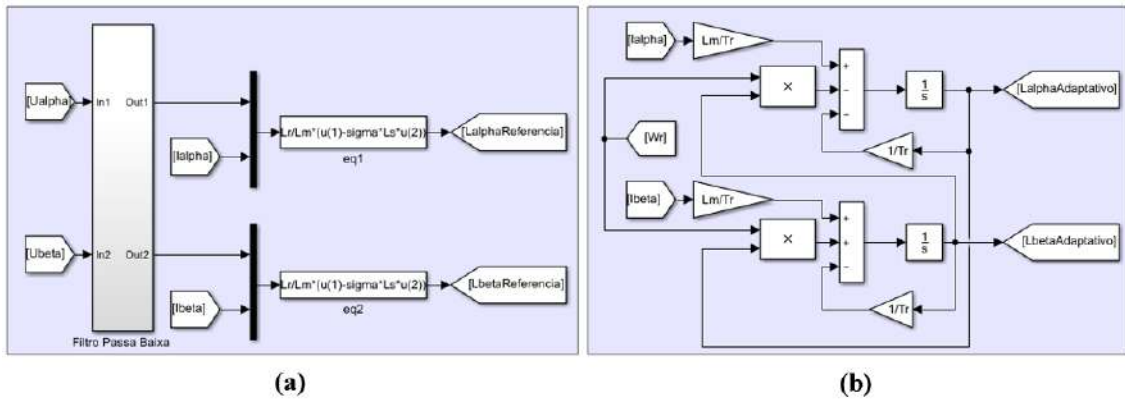 [Ualpha]
In1
Out1
[Ialpha]
Lr/Lm*(u(1)-sigma*Ls*u(2))
eq1
[LalphaReferencia]
[Ubeta]
In2
Out2
[Ibeta]
Lr/Lm*(u(1)-sigma*Ls*u(2))
eq2
[LbetaReferencia]
Filtro Passa Baixa
(a)
[Ialpha]
Lm/Tr
×
+
−
−
1
s
[LalphaAdaptativo]
[Wr]
1/Tr
[Ibeta]
Lm/Tr
×
+
+
−
1
s
[LbetaAdaptativo]
1/Tr
(b)